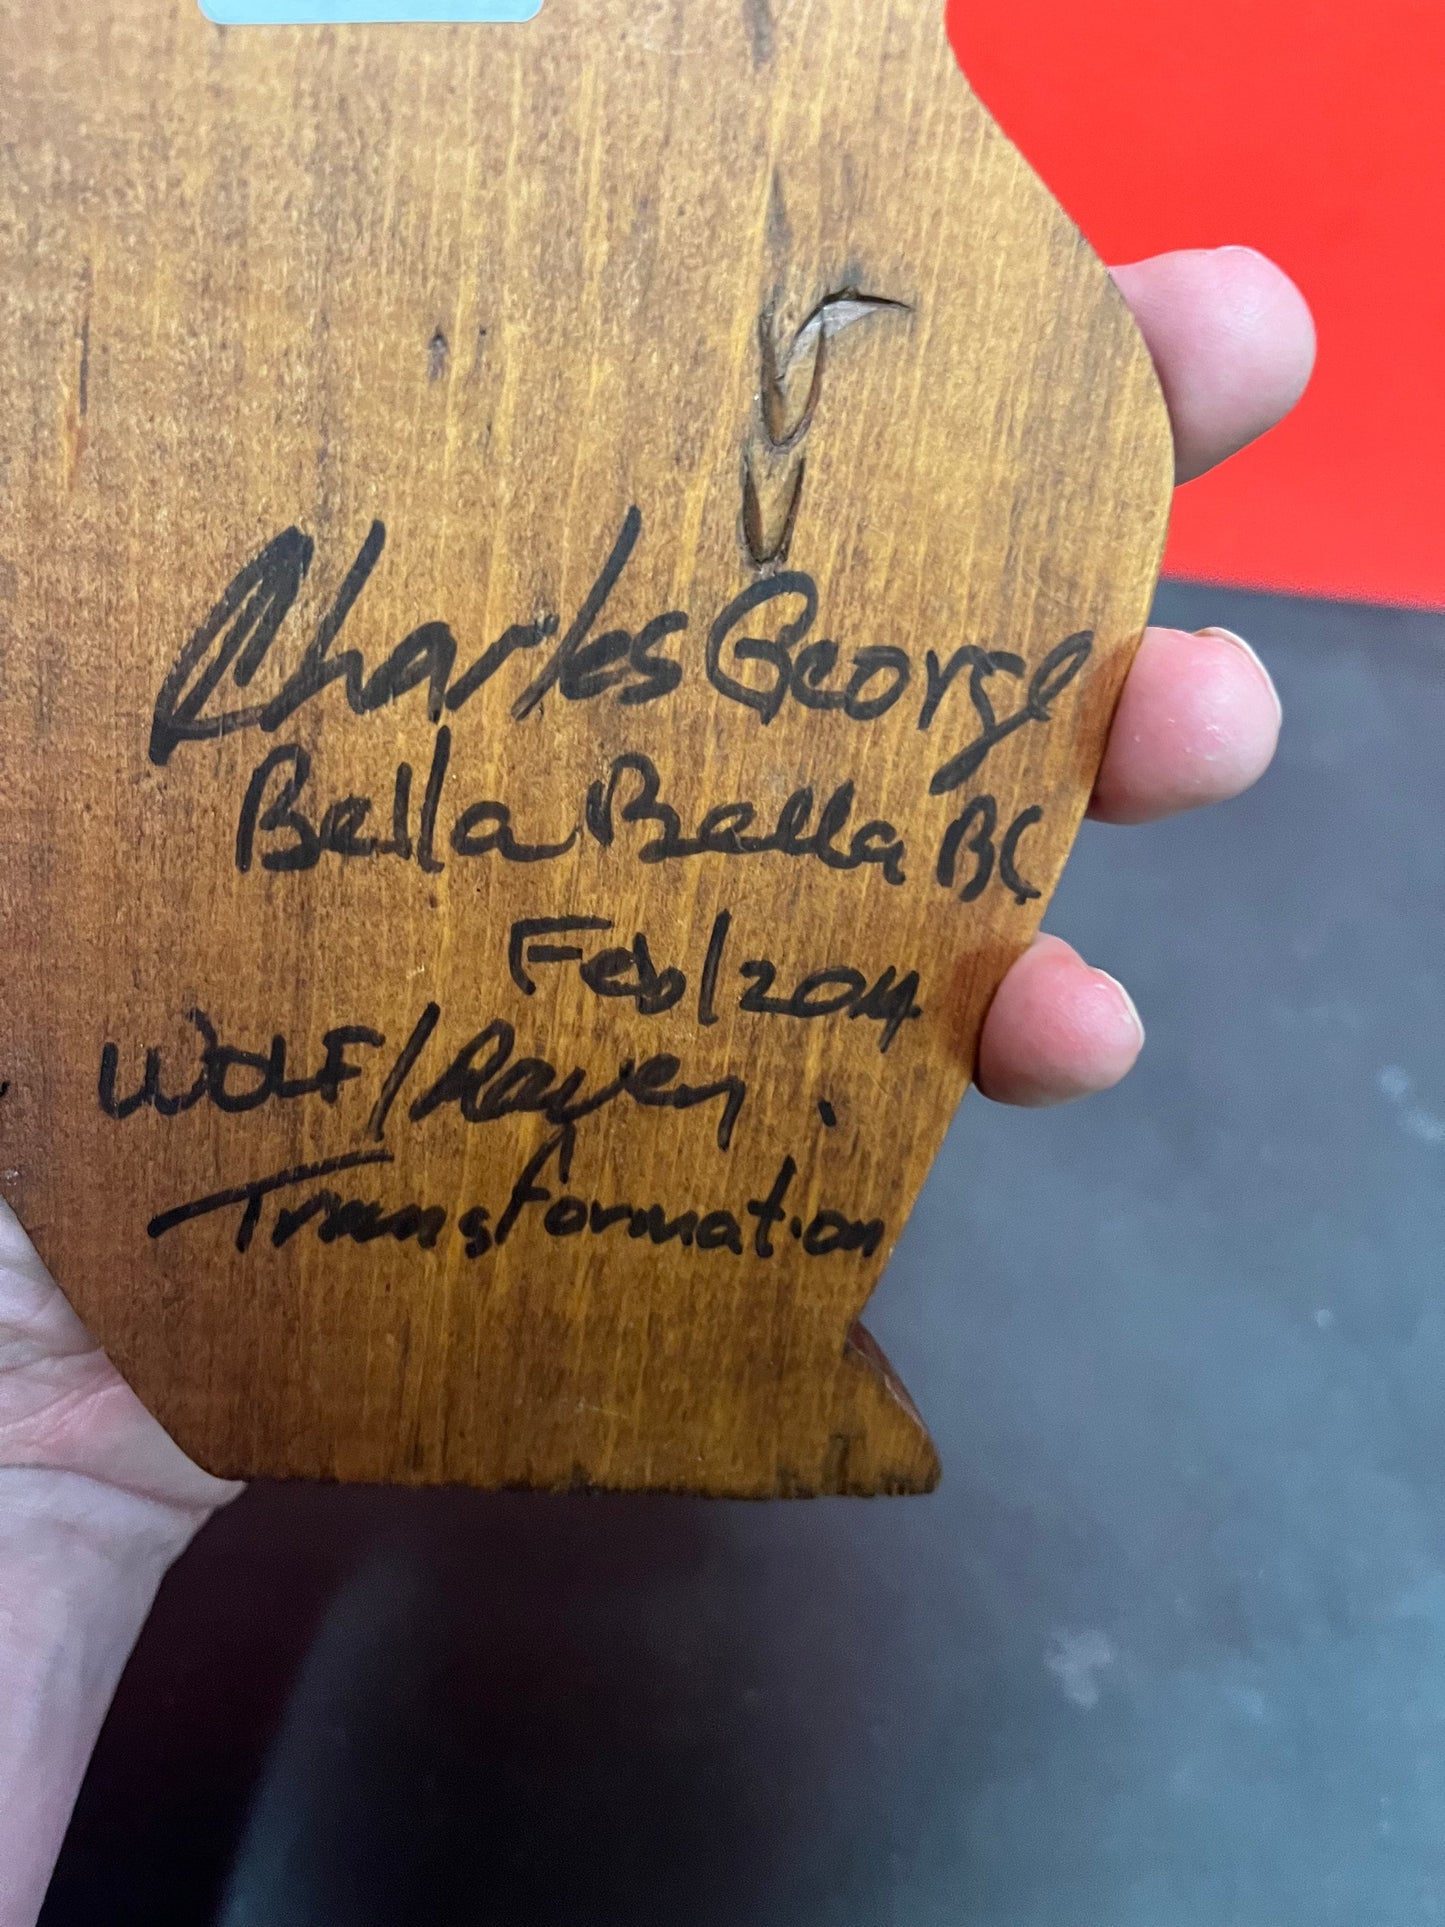 Charles George
Bella Bella BC
Feb/2014
WOLF/Raven.
Transformation